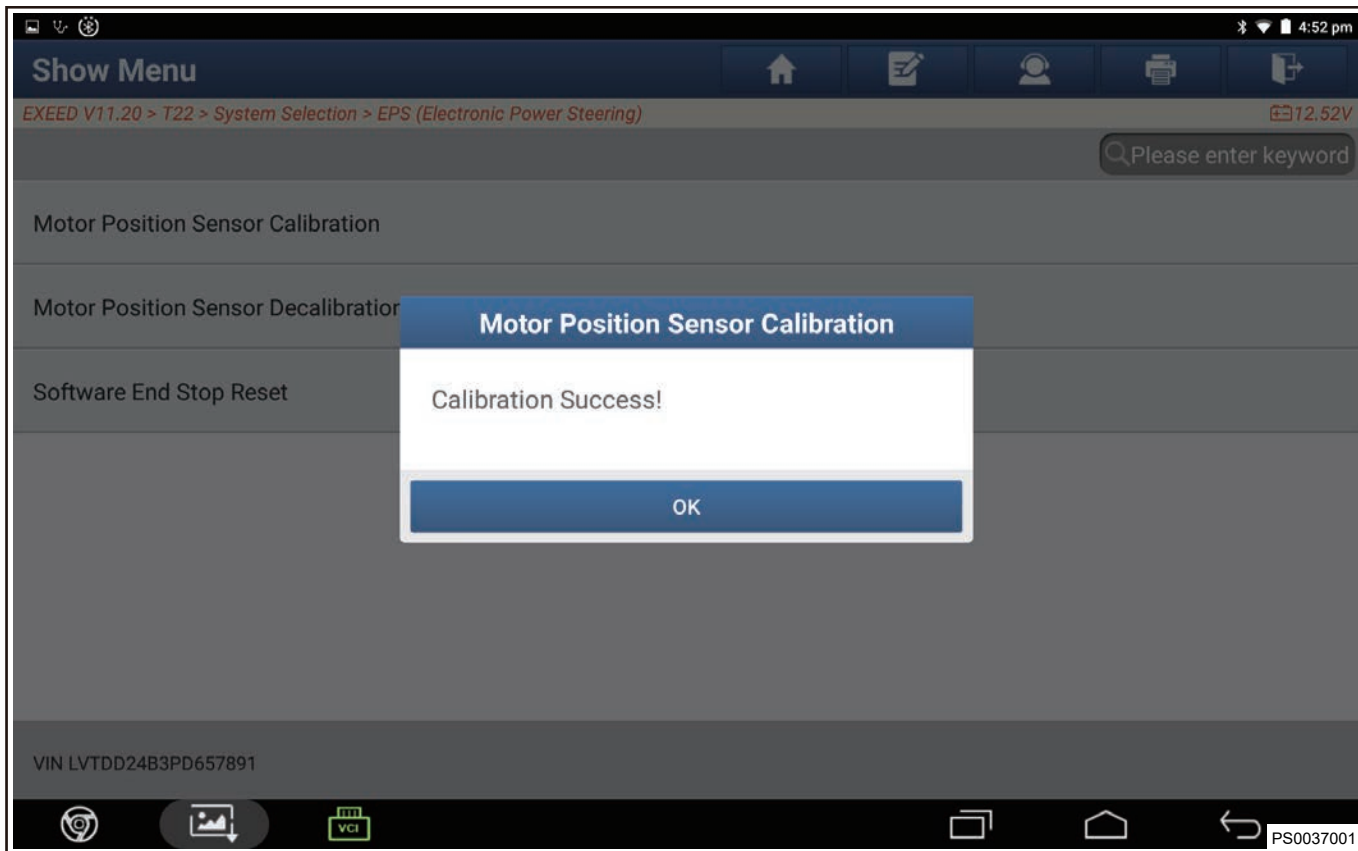 4:52 pm
Show Menu
EXEED V11.20 > T22 > System Selection > EPS (Electronic Power Steering)
12.52V
Please enter keyword
Motor Position Sensor Calibration
Motor Position Sensor Decalibration
Motor Position Sensor Calibration
Software End Stop Reset
Calibration Success!
OK
VIN LVTDD24B3PD657891
VCI
PS0037001